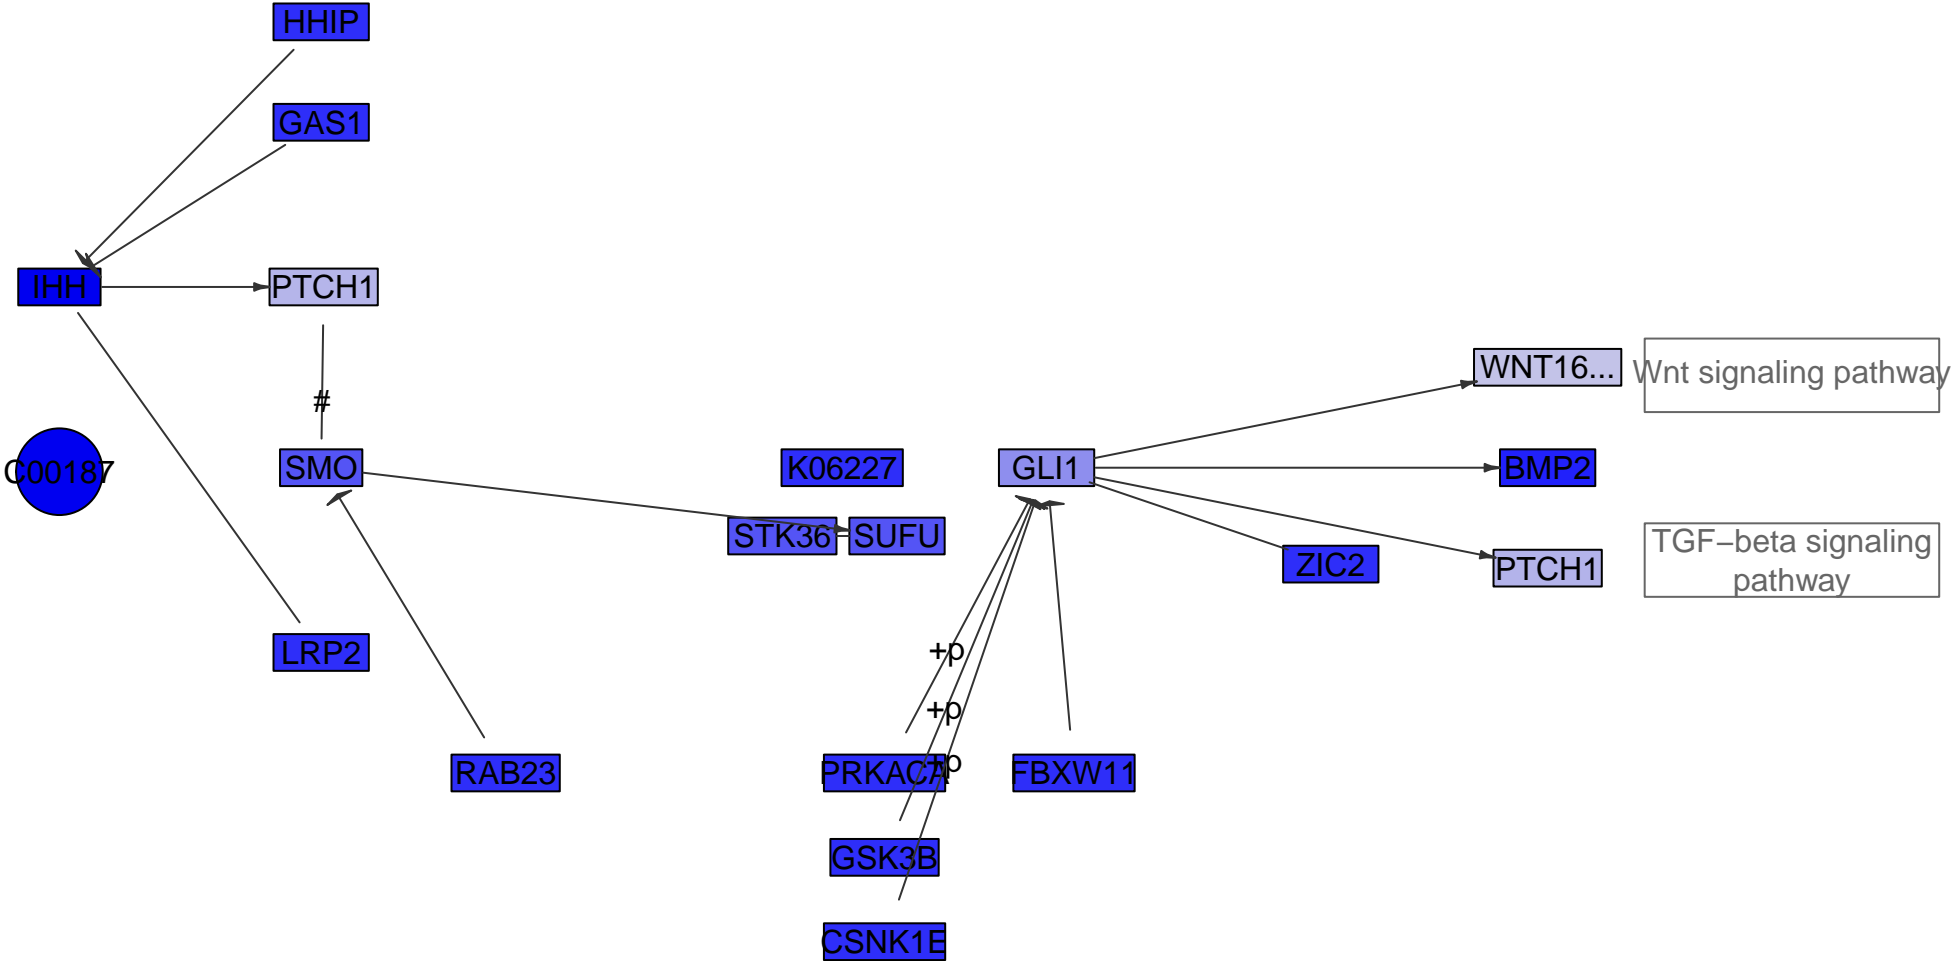 HHIP
GAS1
IHH
PTCH1
WNT16...
Wnt signaling pathway
#
C00187
SMO
K06227
GLI1
BMP2
STK36
SUFU
ZIC2
PTCH1
TGF–beta signaling
pathway
LRP2
+p
+p
+p
RAB23
PRKACA
FBXW11
GSK3B
CSNK1E